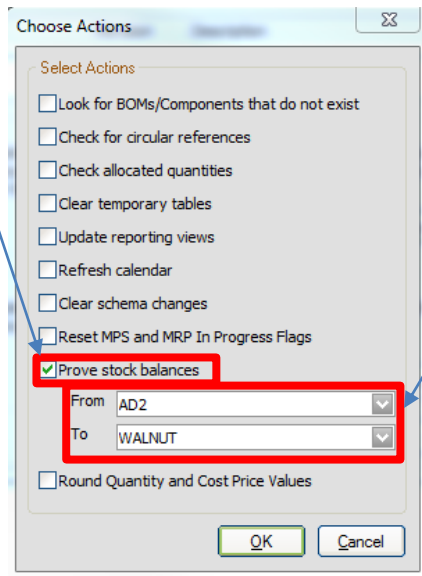 Choose Actions
Select Actions
Look for BOMs/Components that do not exist
Check for circular references
Check allocated quantities
Clear temporary tables
Update reporting views
Refresh calendar
Clear schema changes
Reset MPS and MRP In Progress Flags
Prove stock balances
From AD2
To WALNUT
Round Quantity and Cost Price Values
OK Cancel